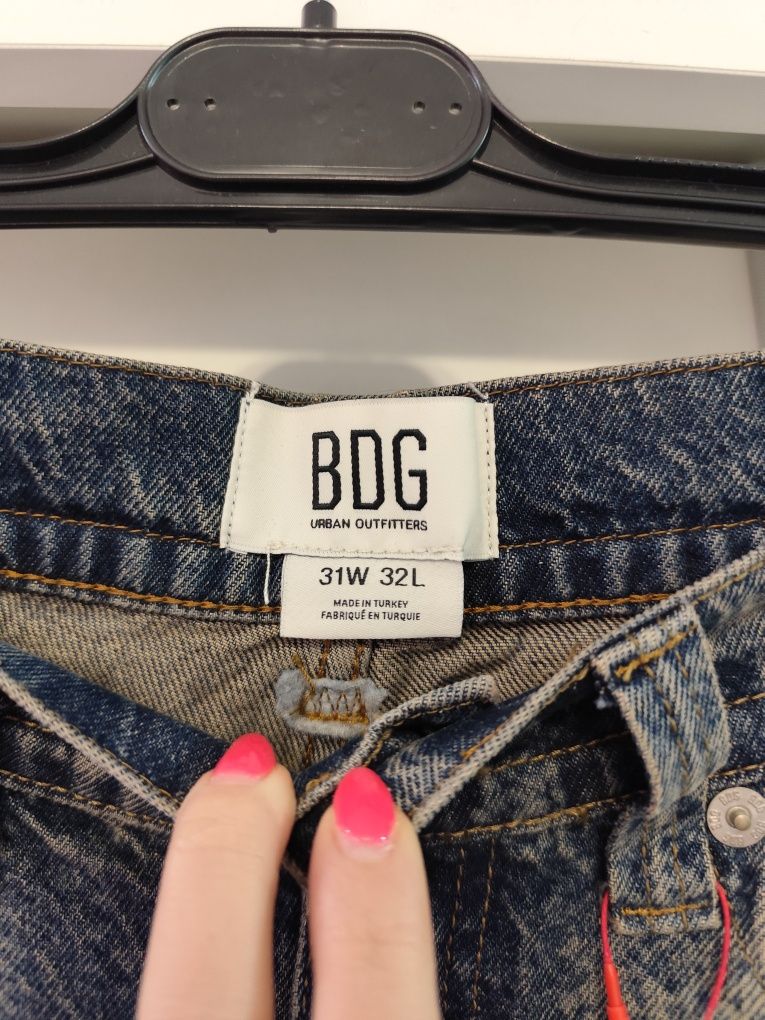 BDG
URBAN OUTFITTERS
31W 32L
MADE IN TURKEY
FABRIQUÉ EN TURQUIE